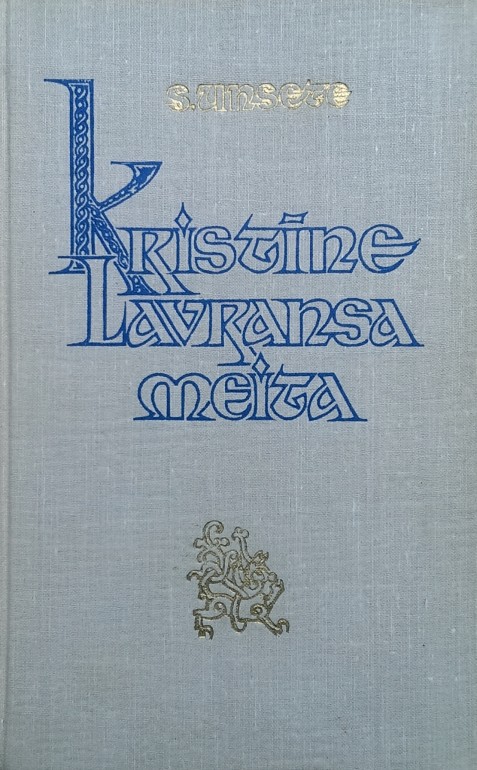 S. Unsete
Kristīne
Lavransa
meita